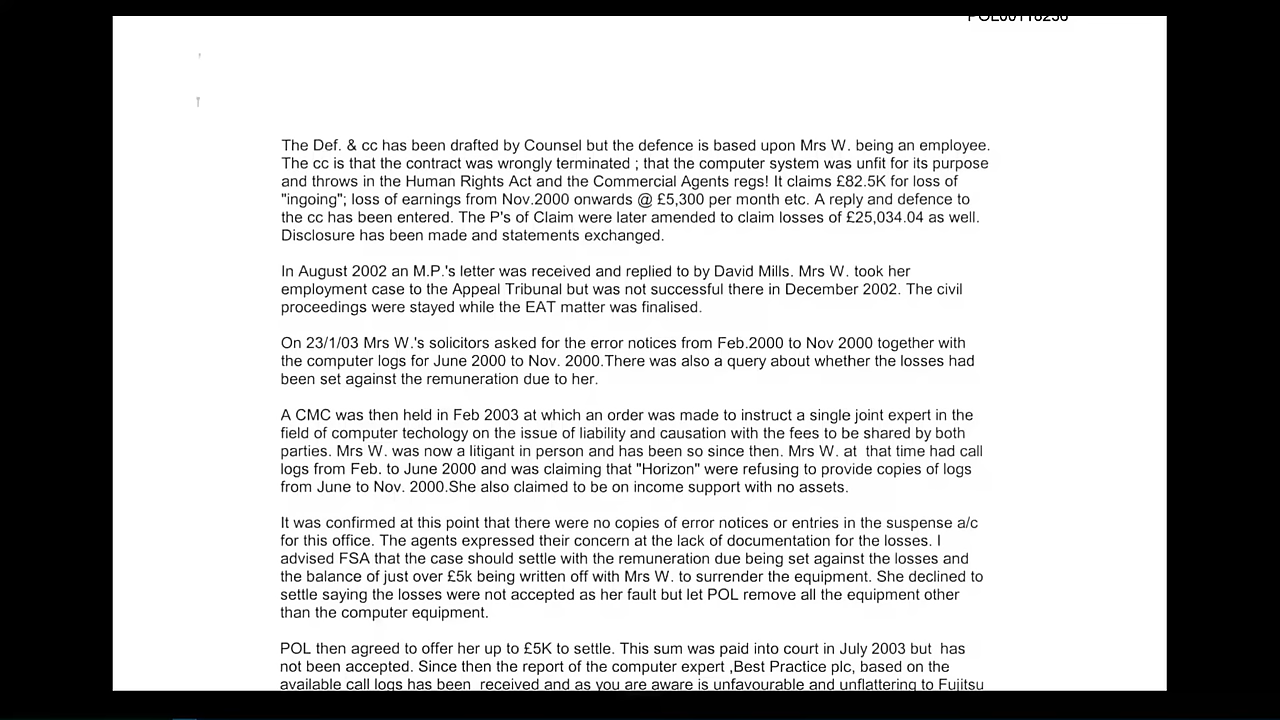 POL00118236
The Def. & cc has been drafted by Counsel but the defence is based upon Mrs W. being an employee.
The cc is that the contract was wrongly terminated ; that the computer system was unfit for its purpose
and throws in the Human Rights Act and the Commercial Agents regs! It claims £82.5K for loss of
"ingoing"; loss of earnings from Nov.2000 onwards @ £5,300 per month etc. A reply and defence to
the cc has been entered. The P's of Claim were later amended to claim losses of £25,034.04 as well.
Disclosure has been made and statements exchanged.
In August 2002 an M.P.'s letter was received and replied to by David Mills. Mrs W. took her
employment case to the Appeal Tribunal but was not successful there in December 2002. The civil
proceedings were stayed while the EAT matter was finalised.
On 23/1/03 Mrs W.'s solicitors asked for the error notices from Feb.2000 to Nov 2000 together with
the computer logs for June 2000 to Nov. 2000.There was also a query about whether the losses had
been set against the remuneration due to her.
A CMC was then held in Feb 2003 at which an order was made to instruct a single joint expert in the
field of computer techology on the issue of liability and causation with the fees to be shared by both
parties. Mrs W. was now a litigant in person and has been so since then. Mrs W. at that time had call
logs from Feb. to June 2000 and was claiming that "Horizon" were refusing to provide copies of logs
from June to Nov. 2000.She also claimed to be on income support with no assets.
It was confirmed at this point that there were no copies of error notices or entries in the suspense a/c
for this office. The agents expressed their concern at the lack of documentation for the losses. I
advised FSA that the case should settle with the remuneration due being set against the losses and
the balance of just over £5k being written off with Mrs W. to surrender the equipment. She declined to
settle saying the losses were not accepted as her fault but let POL remove all the equipment other
than the computer equipment.
POL then agreed to offer her up to £5K to settle. This sum was paid into court in July 2003 but has
not been accepted. Since then the report of the computer expert ,Best Practice plc, based on the
available call logs has been received and as you are aware is unfavourable and unflattering to Fujitsu